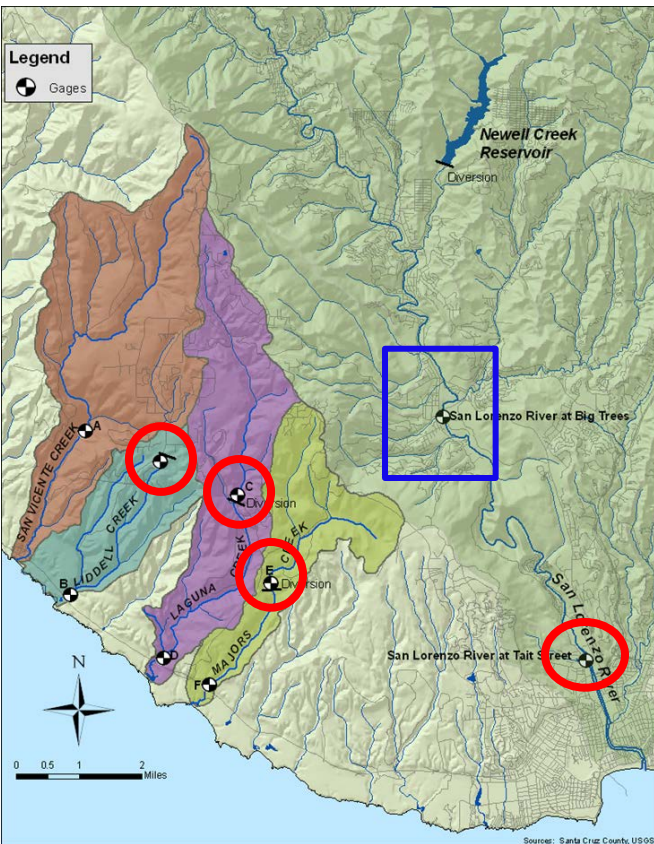 Legend
Gages
Newell Creek
Reservoir
Diversion
San Lorenzo River at Big Trees
A
SAN VICENTE CREEK
C
Diversion
B
LIDDELL CREEK
E
Diversion
LAGUNA CREEK
D
MAJORS CREEK
F
San Lorenzo River
San Lorenzo River at Tait Street
N
0 0.5 1 2
Miles
Sources: Santa Cruz County, USGS